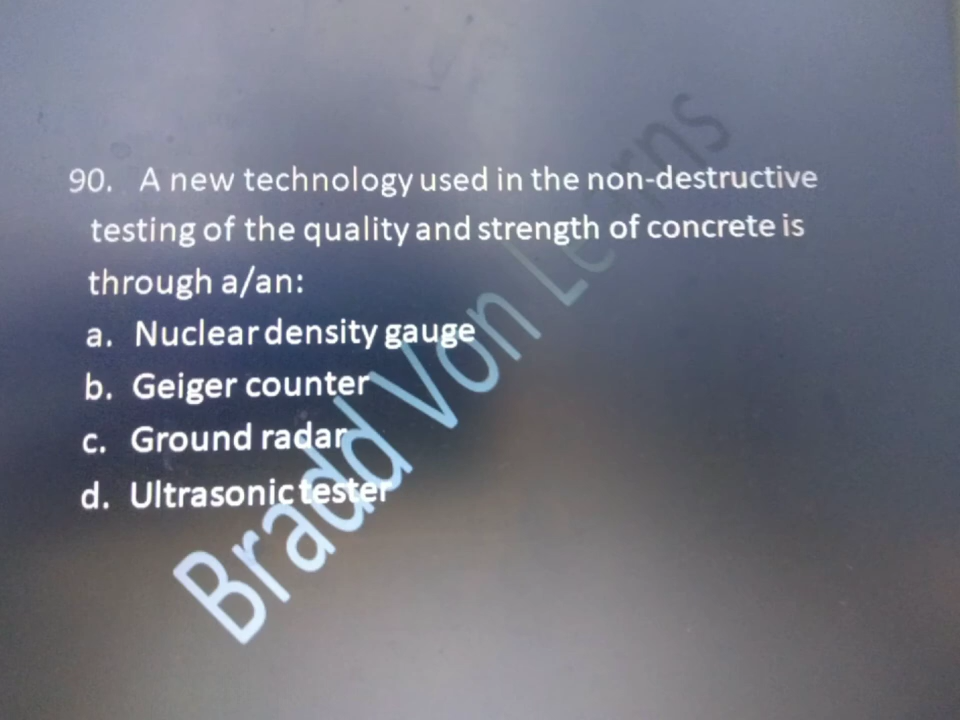 90. A new technology used in the non-destructive
testing of the quality and strength of concrete is
through a/an:
a. Nuclear density gauge
b. Geiger counter
c. Ground radar
d. Ultrasonic tester
Bradd Von Learns